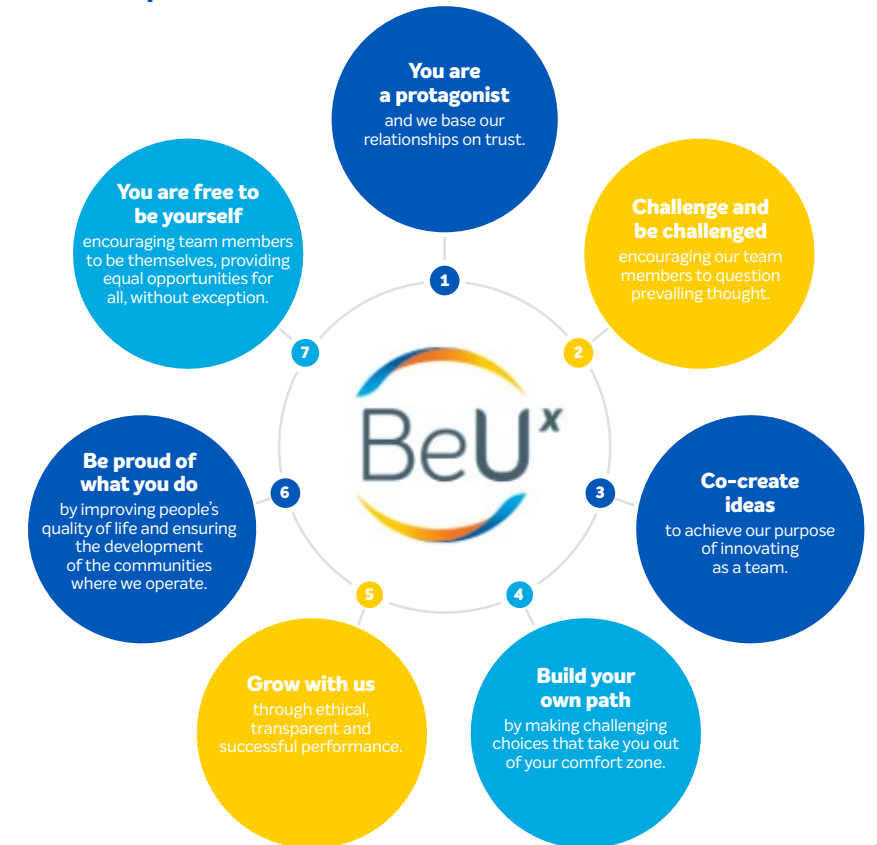 You are
a protagonist
and we base our
relationships on trust.
1
Challenge and
be challenged
encouraging our team
members to question
prevailing thought.
2
Co-create
ideas
to achieve our purpose
of innovating
as a team.
3
Build your
own path
by making challenging
choices that take you out
of your comfort zone.
4
Grow with us
through ethical,
transparent and
successful performance.
5
Be proud of
what you do
by improving people's
quality of life and ensuring
the development
of the communities
where we operate.
6
You are free to
be yourself
encouraging team members
to be themselves, providing
equal opportunities for
all, without exception.
7
BeUx